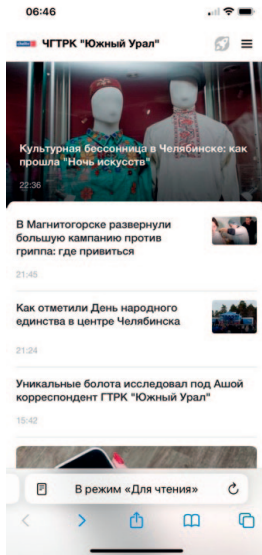 06:46
ЧГТРК "Южный Урал"
Культурная бессонница в Челябинске: как
прошла "Ночь искусств"
22:36
В Магнитогорске развернули
большую кампанию против
гриппа: где привиться
21:45
Как отметили День народного
единства в центре Челябинска
21:24
Уникальные болота исследовал под Ашой
корреспондент ГТРК "Южный Урал"
15:42
В режим «Для чтения»